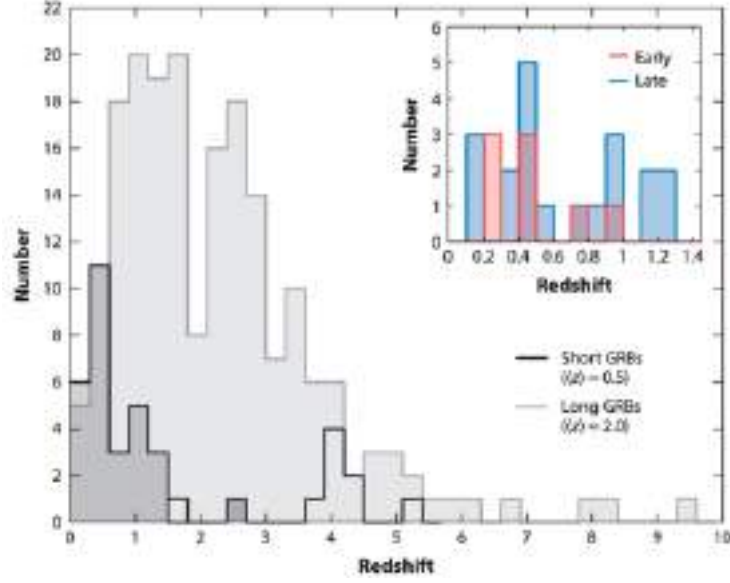 22
20
18
16
14
12
10
8
6
4
2
0
Number
0 1 2 3 4 5 6 7 8 9 10
Redshift
6
5
4
3
2
1
0
Number
0 0.2 0.4 0.6 0.8 1 1.2 1.4
Redshift
Early
Late
Short GRBs
(⟨z⟩ = 0.5)
Long GRBs
(⟨z⟩ = 2.0)